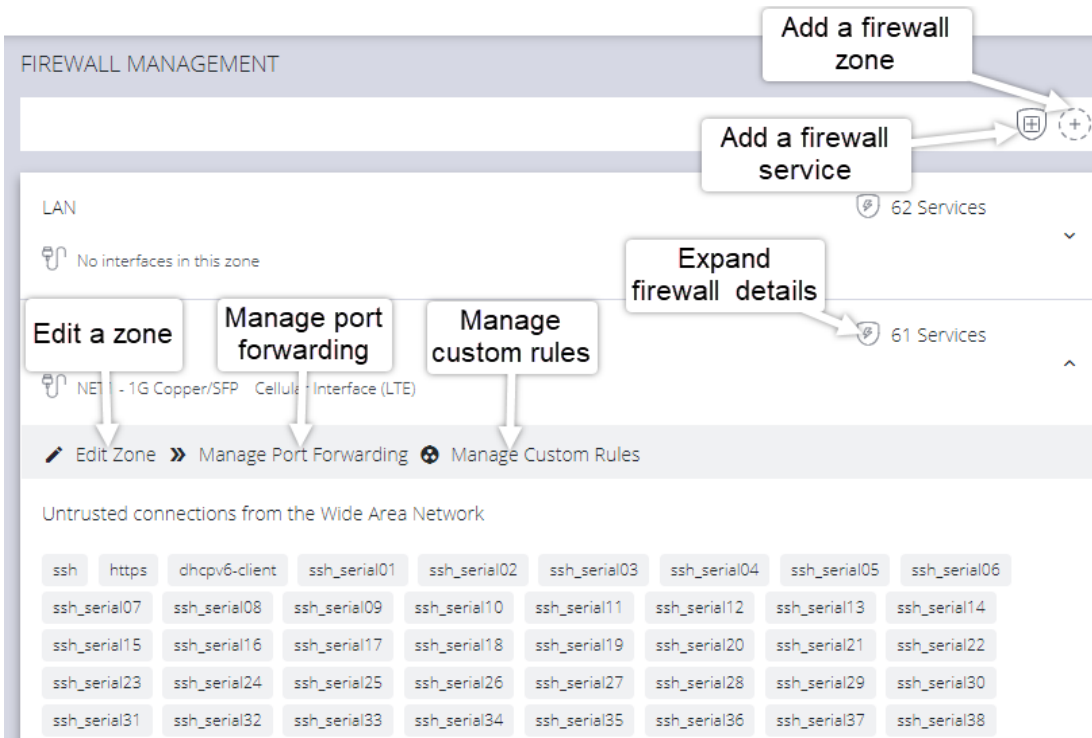 Add a firewall
zone
FIREWALL MANAGEMENT
Add a firewall
service
LAN
62 Services
No interfaces in this zone
Expand
firewall details
Edit a zone
Manage port
forwarding
Manage
custom rules
61 Services
NET1 - 1G Copper/SFP Cellular Interface (LTE)
Edit Zone Manage Port Forwarding Manage Custom Rules
Untrusted connections from the Wide Area Network
ssh https dhcpv6-client ssh_serial01 ssh_serial02 ssh_serial03 ssh_serial04 ssh_serial05 ssh_serial06
ssh_serial07 ssh_serial08 ssh_serial09 ssh_serial10 ssh_serial11 ssh_serial12 ssh_serial13 ssh_serial14
ssh_serial15 ssh_serial16 ssh_serial17 ssh_serial18 ssh_serial19 ssh_serial20 ssh_serial21 ssh_serial22
ssh_serial23 ssh_serial24 ssh_serial25 ssh_serial26 ssh_serial27 ssh_serial28 ssh_serial29 ssh_serial30
ssh_serial31 ssh_serial32 ssh_serial33 ssh_serial34 ssh_serial35 ssh_serial36 ssh_serial37 ssh_serial38